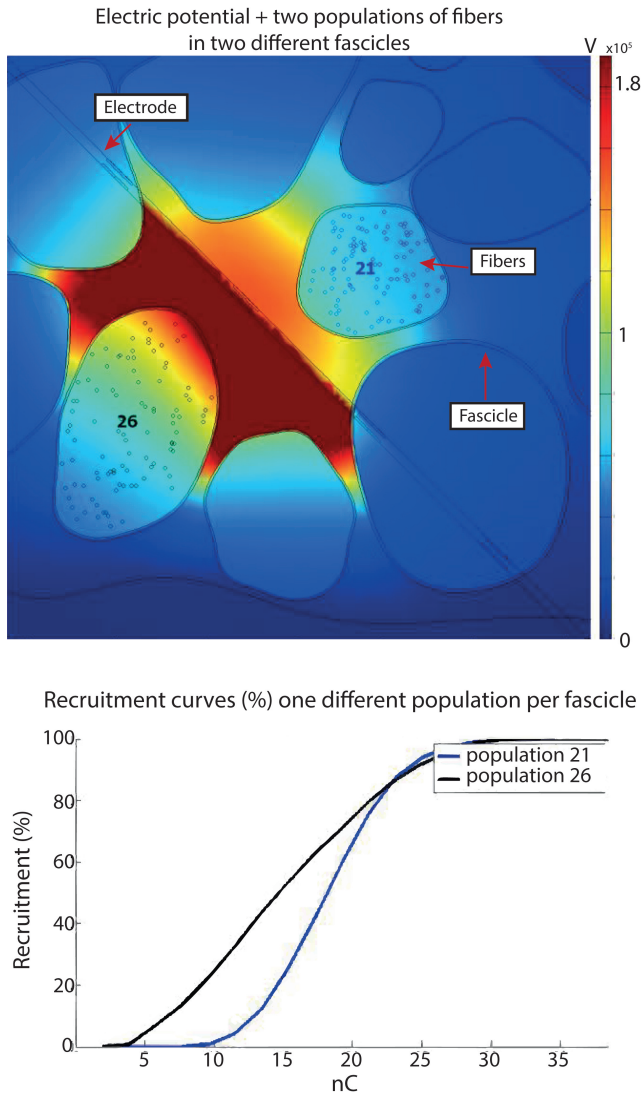 Electric potential + two populations of fibers
in two different fascicles
V x10⁵
Electrode
1.8
21
Fibers
1
26
Fascicle
0
Recruitment curves (%) one different population per fascicle
100
population 21
population 26
80
60
40
20
0
Recruitment (%)
5 10 15 20 25 30 35
nC